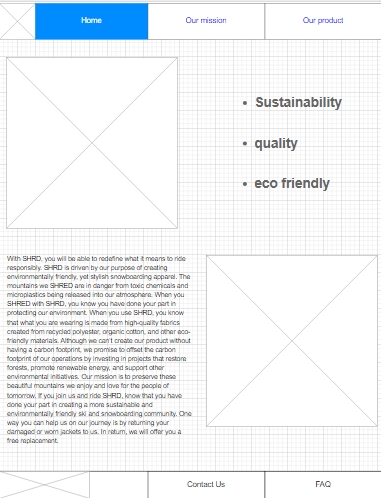 Home
Our mission
Our product
• Sustainability
• quality
• eco friendly
With SHRD, you will be able to redefine what it means to ride
responsibly. SHRD is driven by our purpose of creating
environmentally friendly, yet stylish snowboarding apparel. The
mountains we SHRED are in danger from toxic chemicals and
microplastics being released into our atmosphere. When you
SHRED with SHRD, you know you have done your part in
protecting our environment. When you use SHRD, you know
that what you are wearing is made from high-quality fabrics
created from recycled polyester, organic cotton, and other eco-
friendly materials. Although we can't create our product without
having a carbon footprint, we promise to offset the carbon
footprint of our operations by investing in projects that restore
forests, promote renewable energy, and support other
environmental initiatives. Our mission is to preserve these
beautiful mountains we enjoy and love for the people of
tomorrow. If you join us and ride SHRD, know that you have
done your part in creating a more sustainable and
environmentally friendly ski and snowboarding community. One
way you can help us on our journey is by returning your
damaged or worn jackets to us. In return, we will offer you a
free replacement.
Contact Us
FAQ